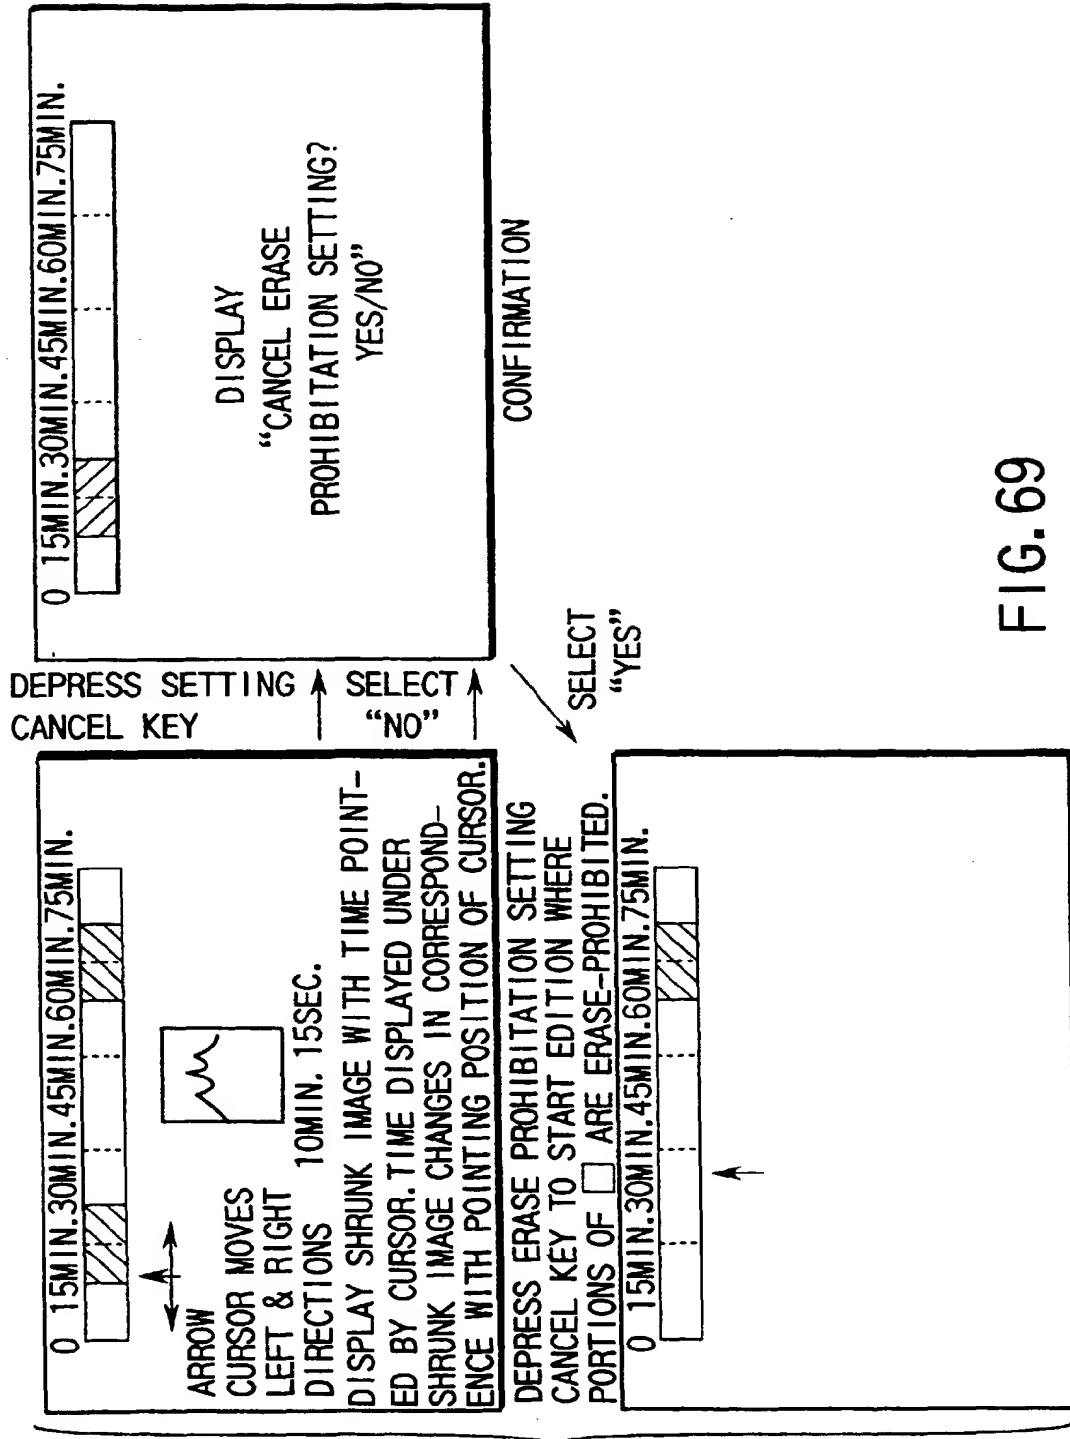 0 15MIN.30MIN.45MIN.60MIN.75MIN.
ARROW
CURSOR MOVES
LEFT & RIGHT
DIRECTIONS
10MIN. 15SEC.
DISPLAY SHRUNK IMAGE WITH TIME POINT-
ED BY CURSOR.TIME DISPLAYED UNDER
SHRUNK IMAGE CHANGES IN CORRESPOND-
ENCE WITH POINTING POSITION OF CURSOR.
DEPRESS SETTING
CANCEL KEY
SELECT
“NO”
0 15MIN.30MIN.45MIN.60MIN.75MIN.
DISPLAY
“CANCEL ERASE
PROHIBITATION SETTING?
YES/NO”
CONFIRMATION
SELECT
“YES”
DEPRESS ERASE PROHIBITATION SETTING
CANCEL KEY TO START EDITION WHERE
PORTIONS OF □ ARE ERASE-PROHIBITED.
0 15MIN.30MIN.45MIN.60MIN.75MIN.
FIG.69